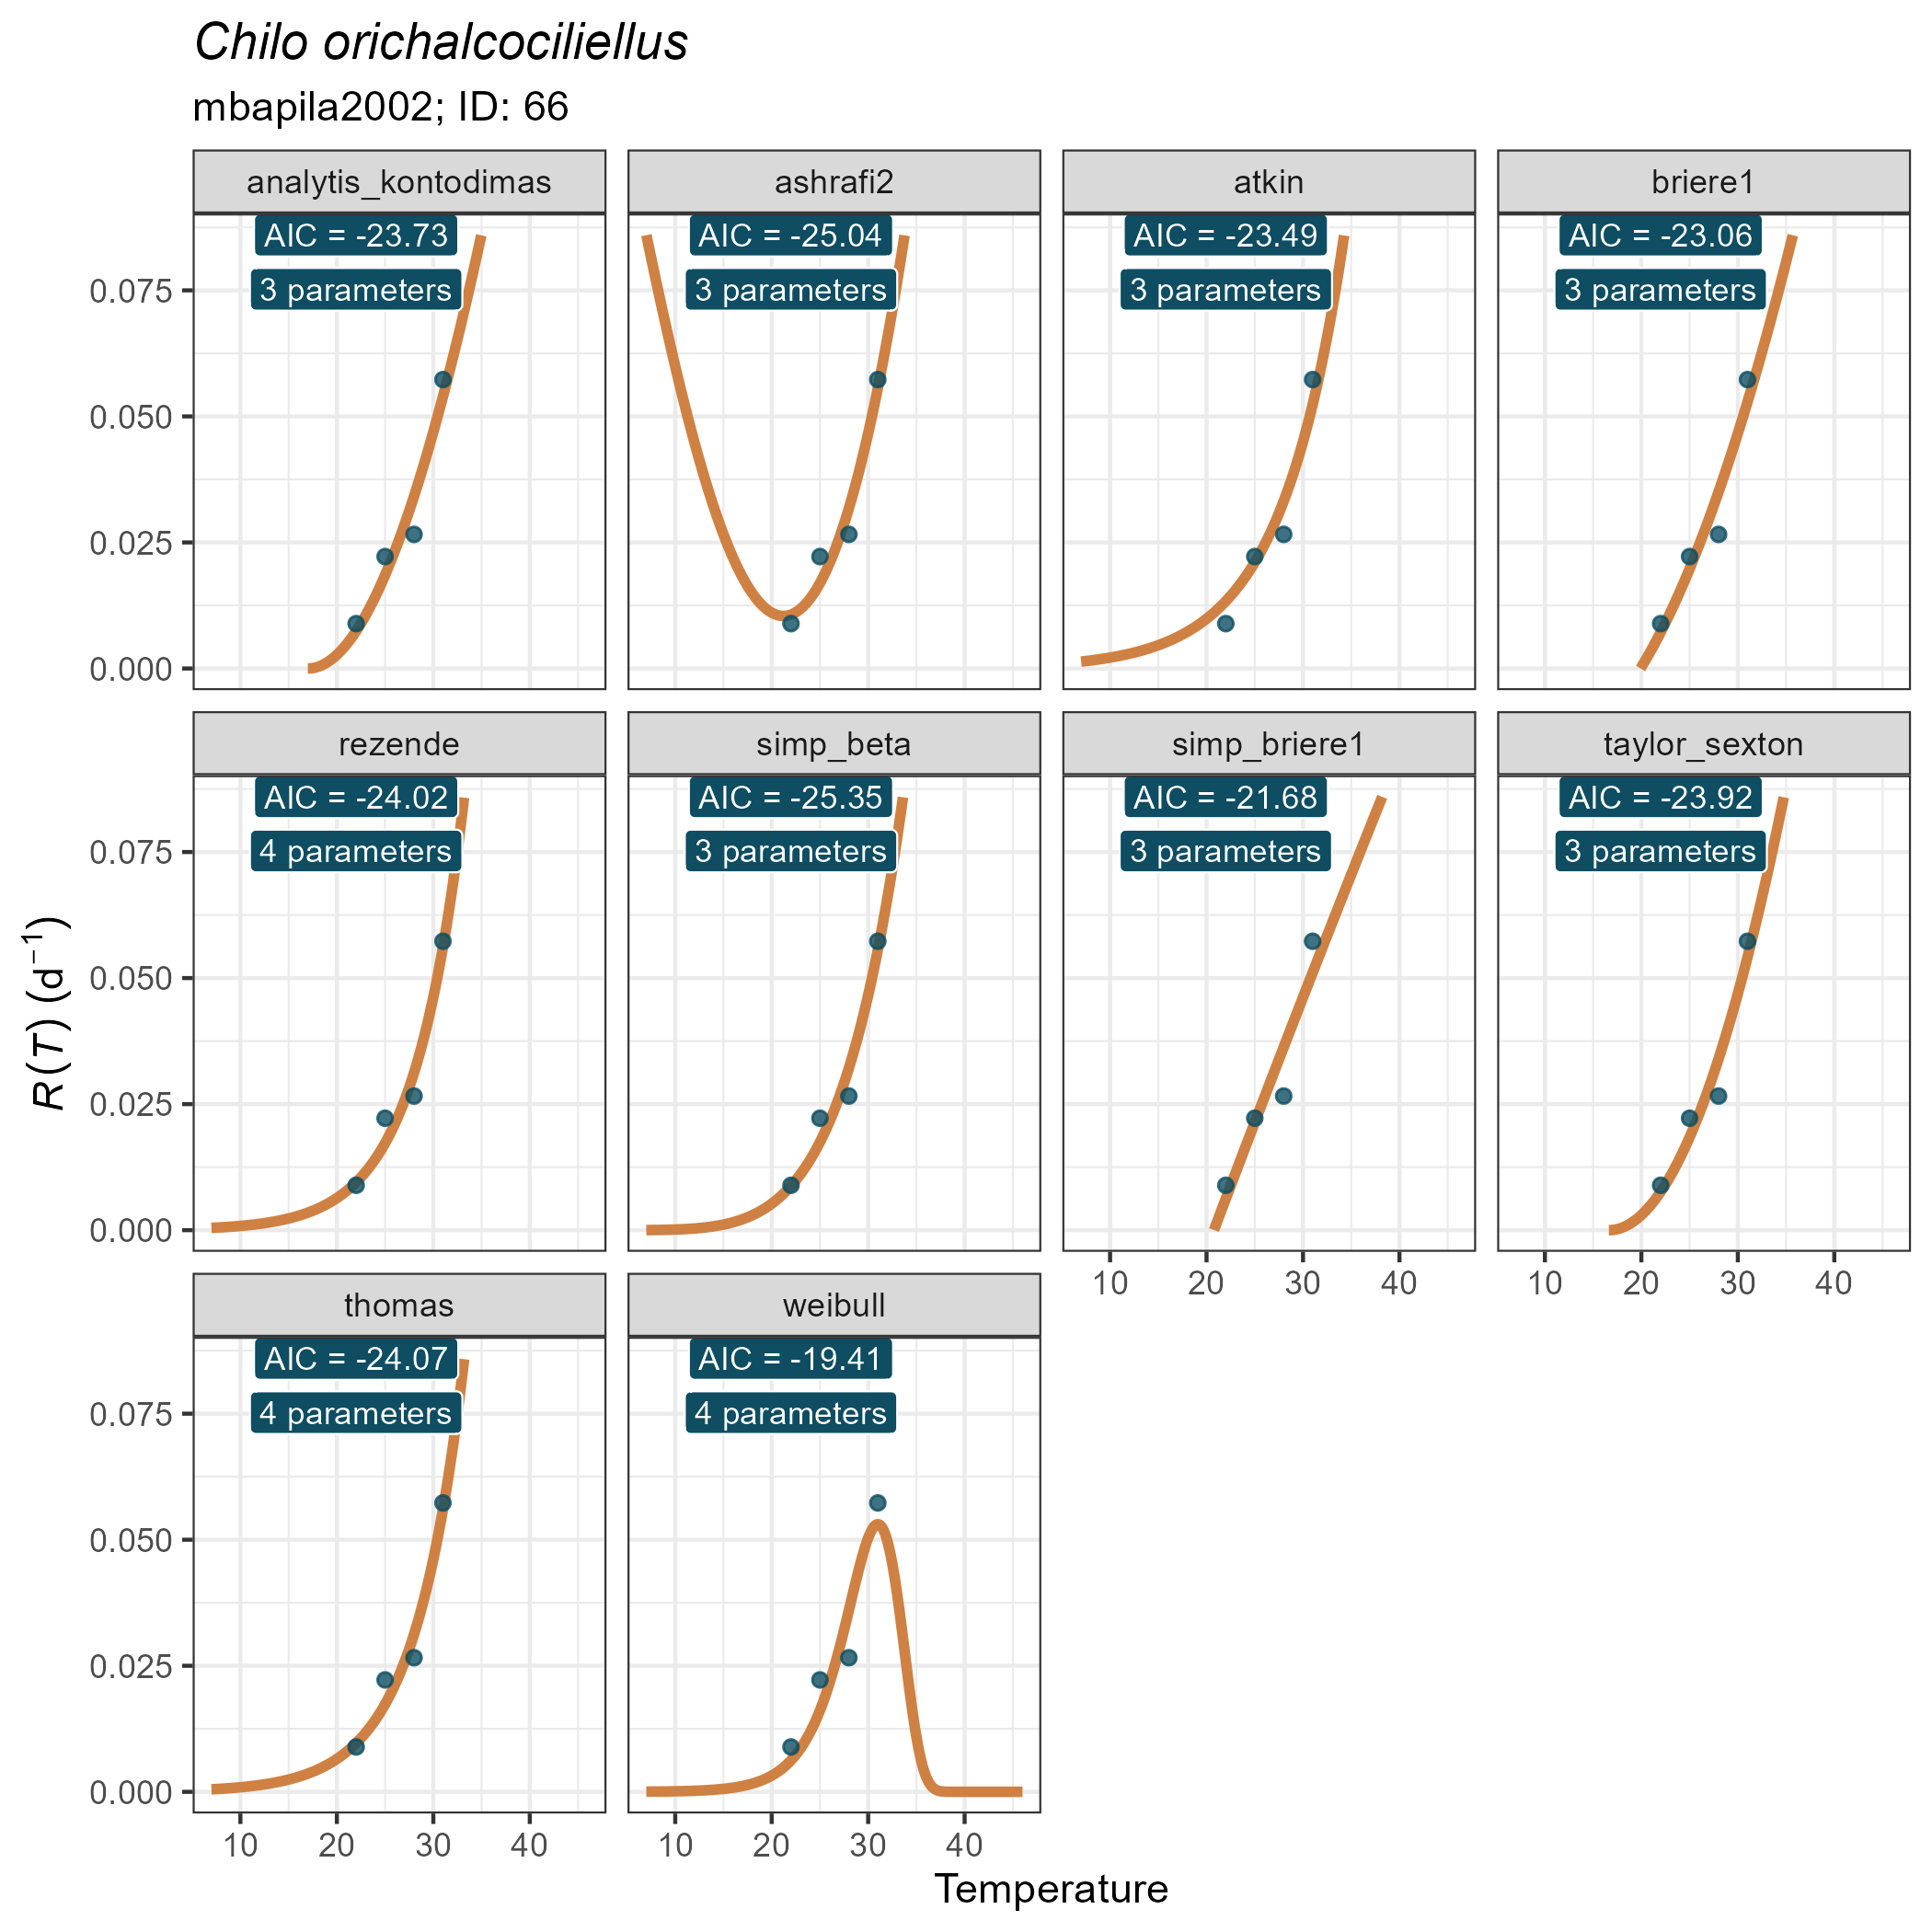 Chilo orichalcociliellus
mbapila2002; ID: 66
analytis_kontodimas
ashrafi2
atkin
briere1
AIC = -23.73
3 parameters
AIC = -25.04
3 parameters
AIC = -23.49
3 parameters
AIC = -23.06
3 parameters
0.075
0.050
0.025
0.000
rezende
simp_beta
simp_briere1
taylor_sexton
AIC = -24.02
4 parameters
AIC = -25.35
3 parameters
AIC = -21.68
3 parameters
AIC = -23.92
3 parameters
0.075
0.050
0.025
0.000
10 20 30 40
10 20 30 40
thomas
weibull
AIC = -24.07
4 parameters
AIC = -19.41
4 parameters
0.075
0.050
0.025
0.000
10 20 30 40
10 20 30 40
Temperature
R(T) (d⁻¹)